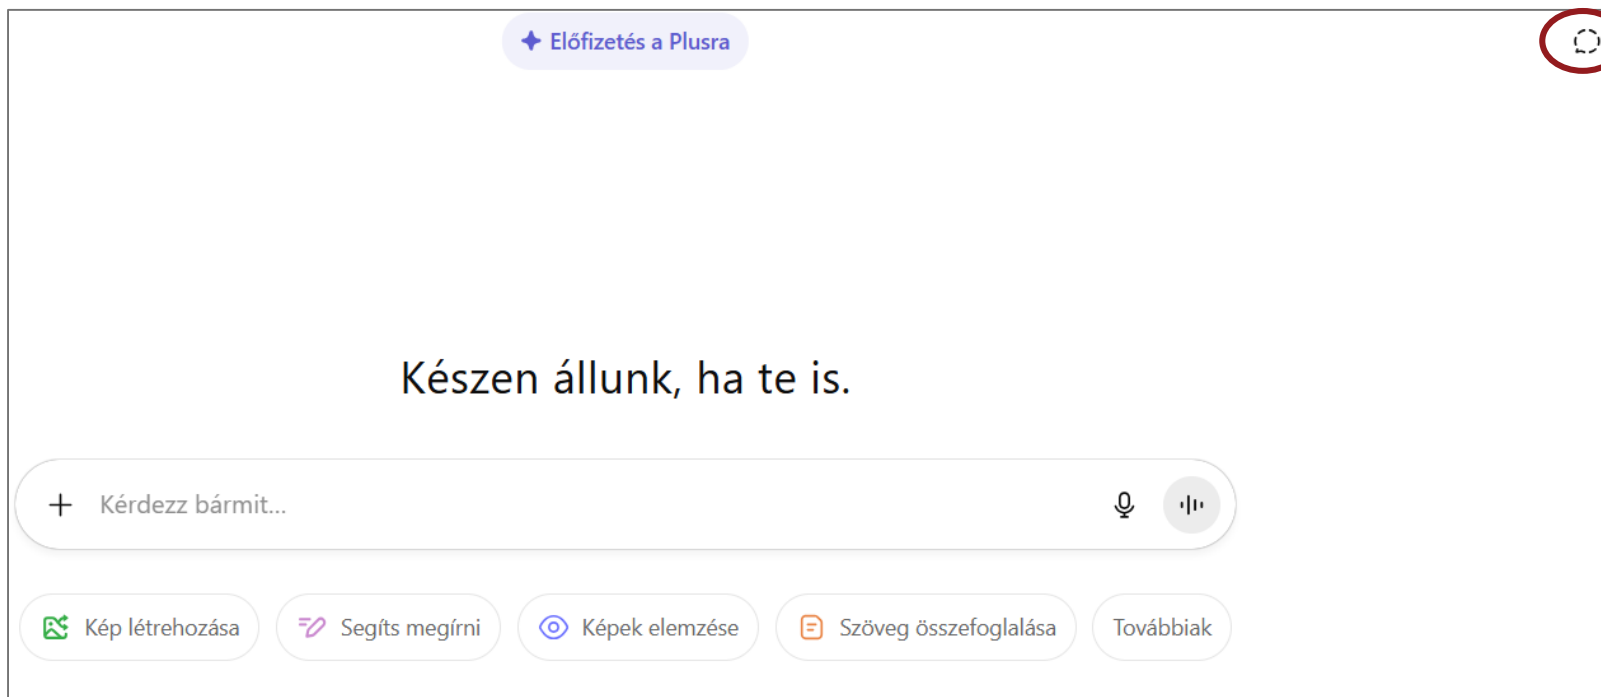 Előfizetés a Plusra
Készen állunk, ha te is.
Kérdezz bármit...
Kép létrehozása
Segíts megírni
Képek elemzése
Szöveg összefoglalása
Továbbiak